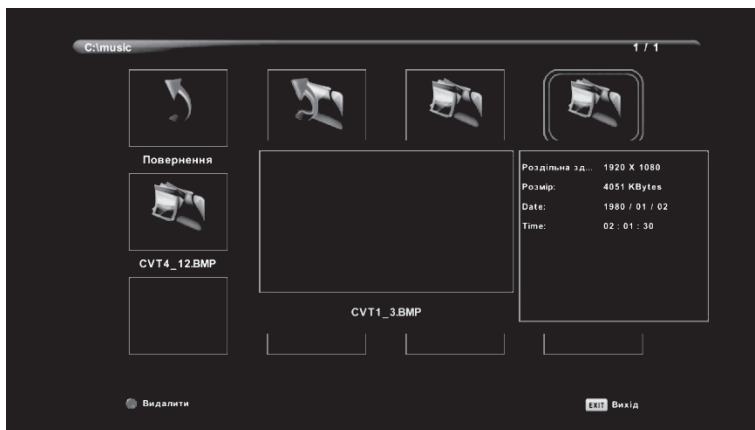 C:\music 1 / 1
Повернення
Роздільна зд... 1920 X 1080
Розмір: 4051 KBytes
Date: 1980 / 01 / 02
Time: 02 : 01 : 30
CVT4_12.BMP
CVT1_3.BMP
Видалити
EXIT Вихід